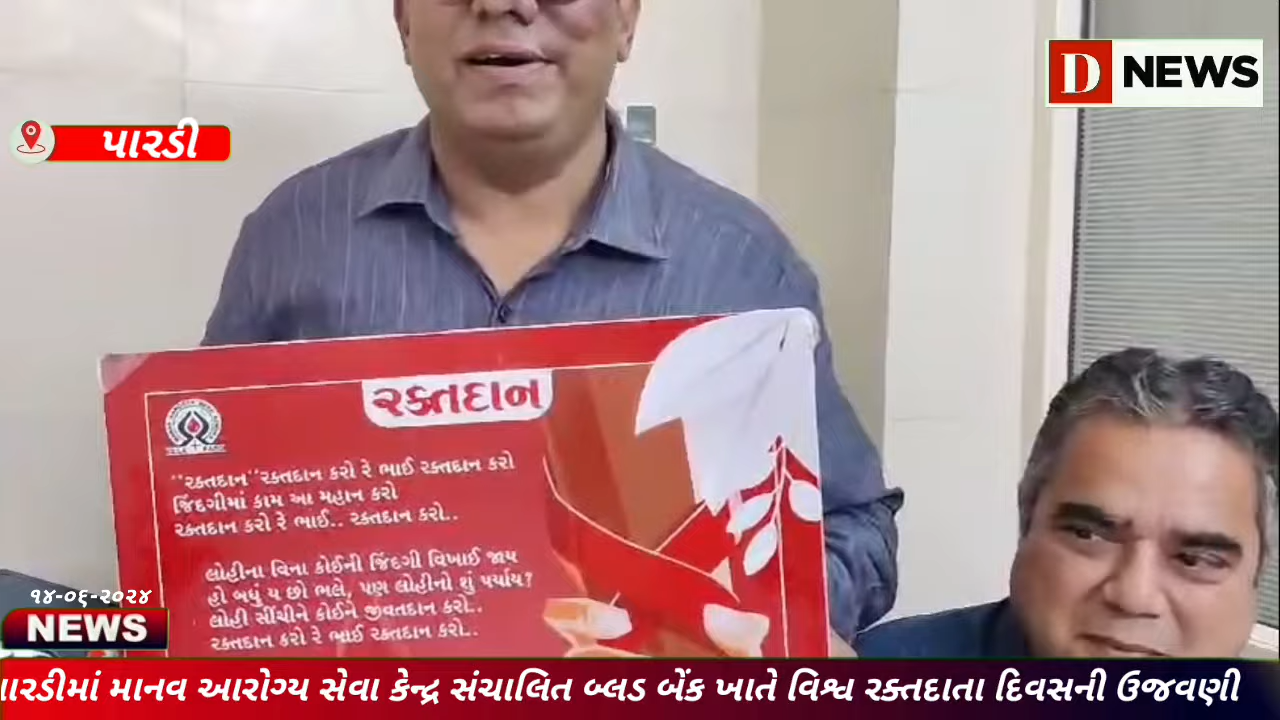 D NEWS
પારડી
રક્તદાન
"રક્તદાન" રક્તદાન કરો રે ભાઈ રક્તદાન કરો
જિંદગીમાં કામ આ મહાન કરો
રક્તદાન કરો રે ભાઈ.. રક્તદાન કરો..
લોહીના વિના કોઈની જિંદગી વિખાઈ જાય
હો બધું ય છો ભલે, પણ લોહીનો શું પર્યાય?
લોહી સીંચીને કોઈને જીવતદાન કરો..
રક્તદાન કરો રે ભાઈ રક્તદાન કરો..
૧૪-૦૬-૨૦૨૪
NEWS
પારડીમાં માનવ આરોગ્ય સેવા કેન્દ્ર સંચાલિત બ્લડ બેંક ખાતે વિશ્વ રક્તદાતા દિવસની ઉજવણી